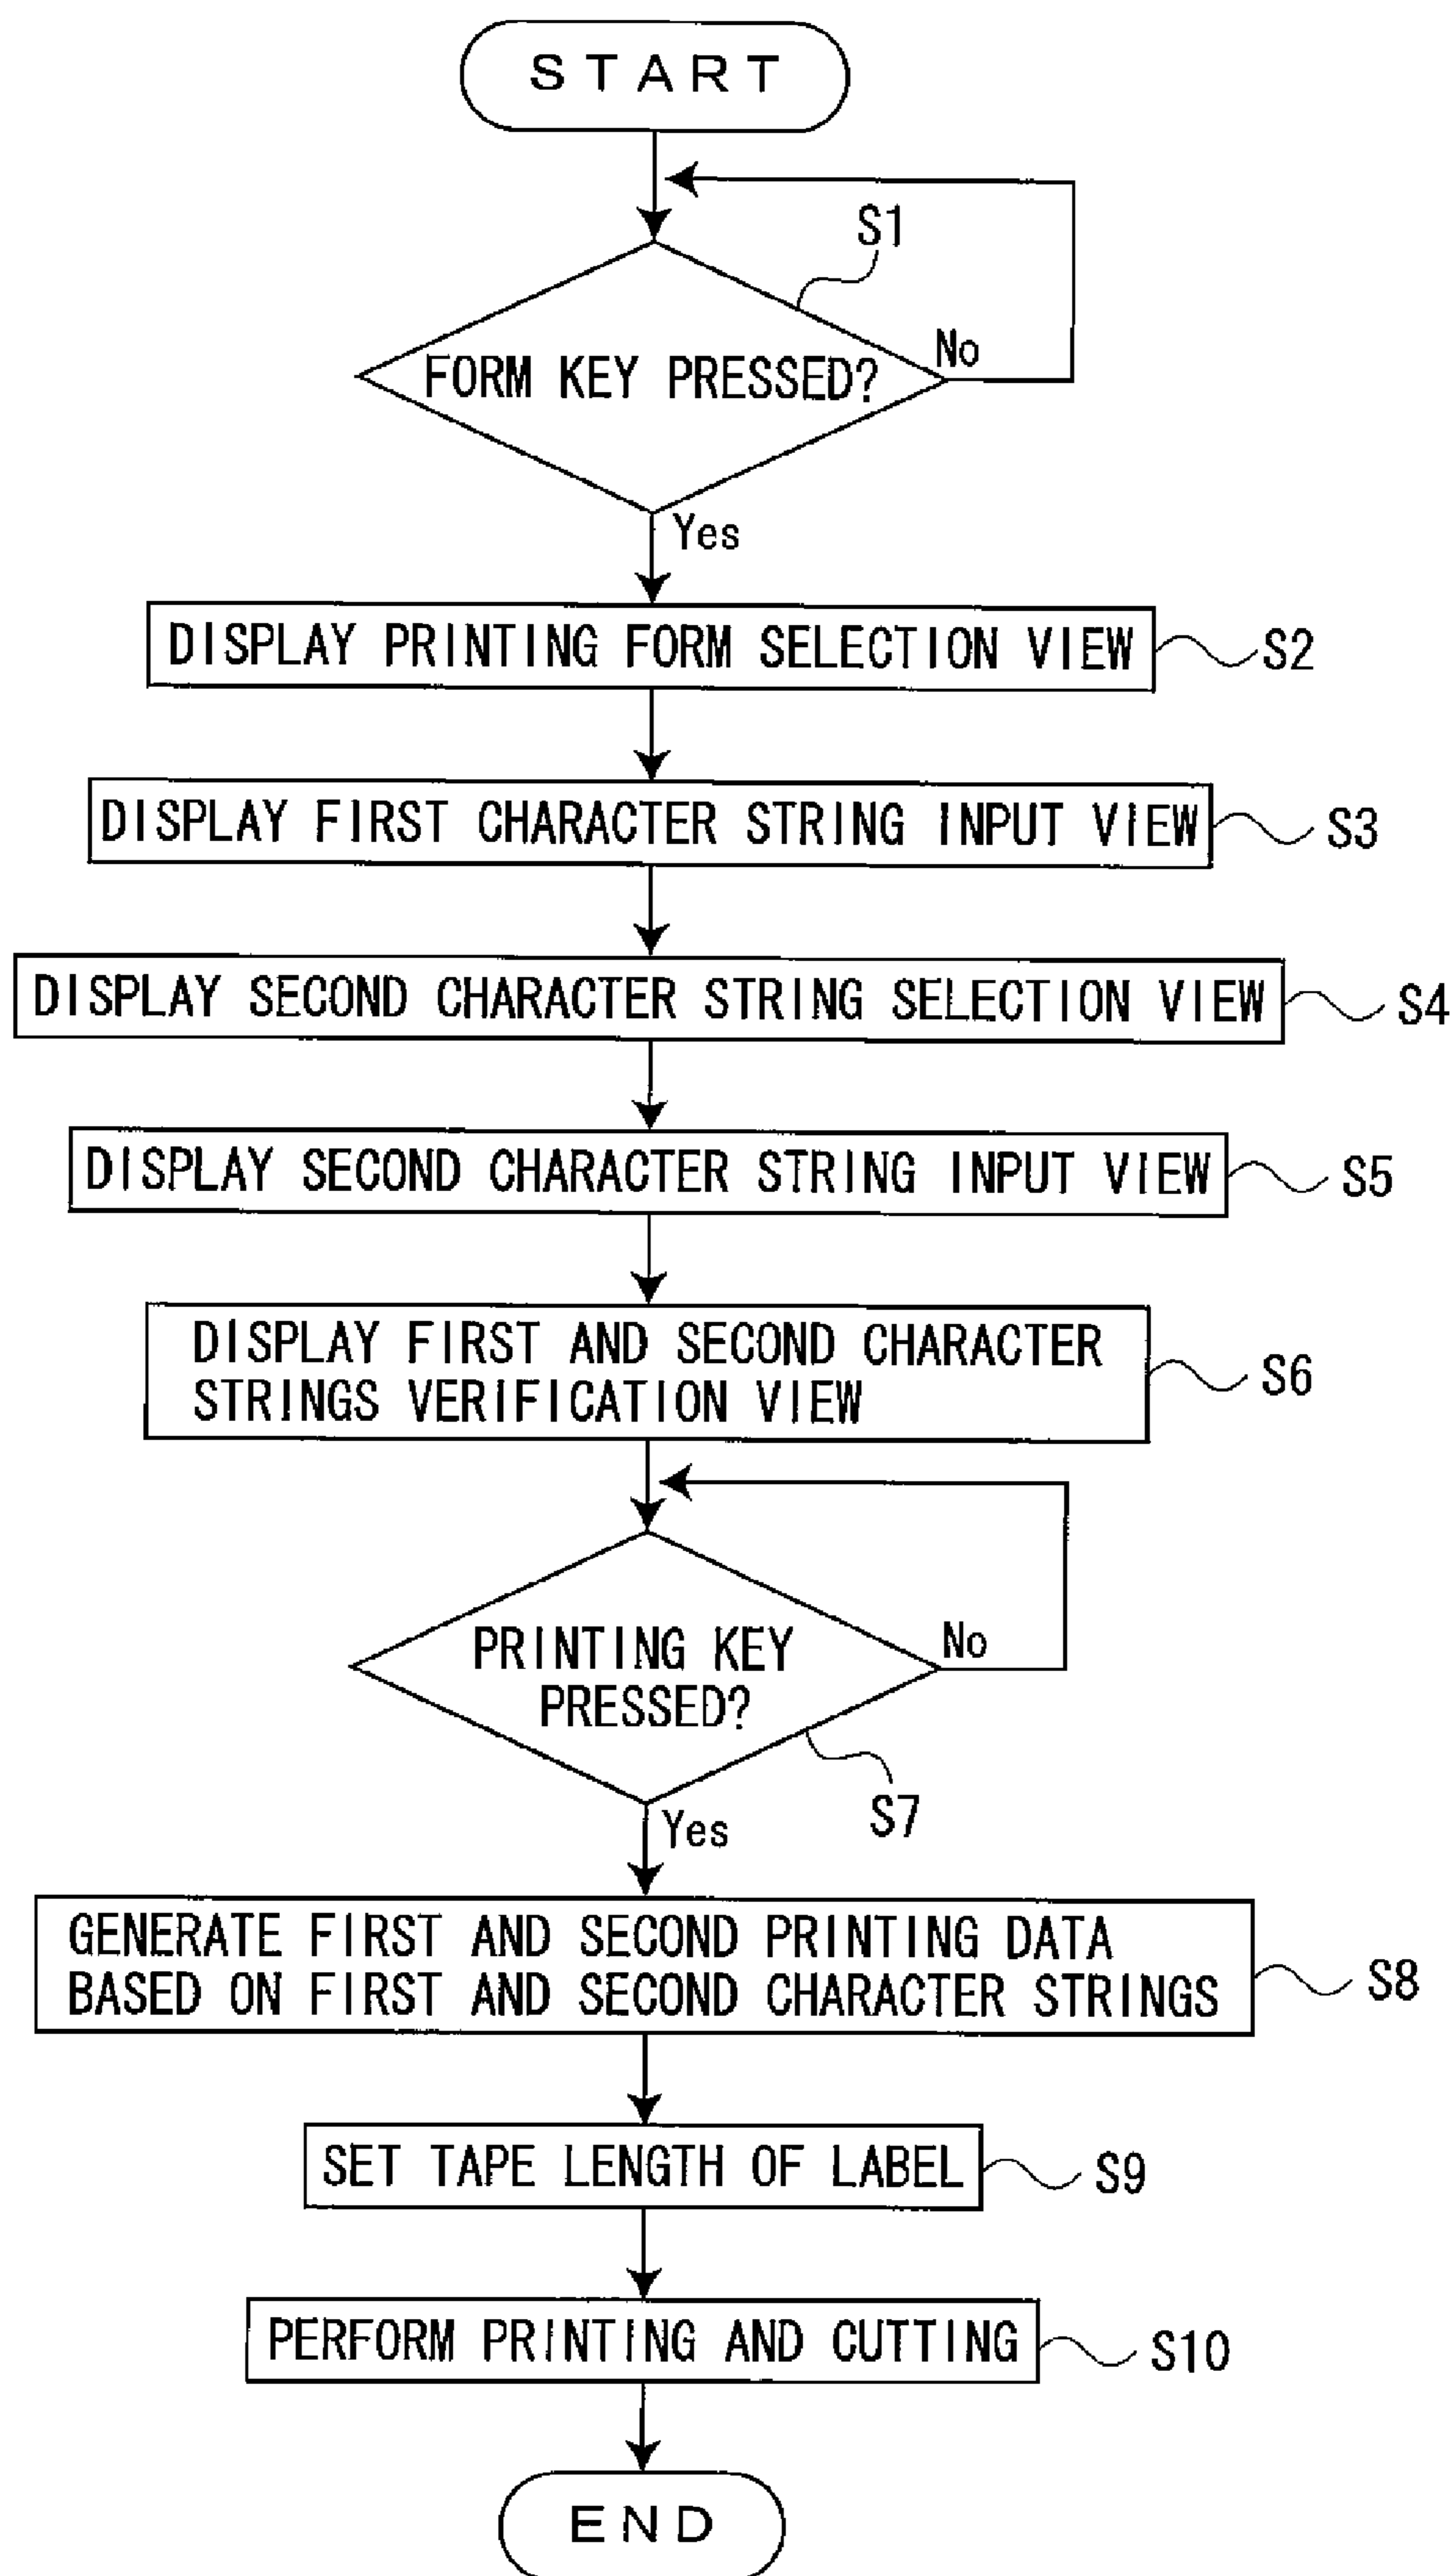 START
S1
FORM KEY PRESSED?
No
Yes
DISPLAY PRINTING FORM SELECTION VIEW
S2
DISPLAY FIRST CHARACTER STRING INPUT VIEW
S3
DISPLAY SECOND CHARACTER STRING SELECTION VIEW
S4
DISPLAY SECOND CHARACTER STRING INPUT VIEW
S5
DISPLAY FIRST AND SECOND CHARACTER
STRINGS VERIFICATION VIEW
S6
PRINTING KEY
PRESSED?
No
S7
Yes
GENERATE FIRST AND SECOND PRINTING DATA
BASED ON FIRST AND SECOND CHARACTER STRINGS
S8
SET TAPE LENGTH OF LABEL
S9
PERFORM PRINTING AND CUTTING
S10
END